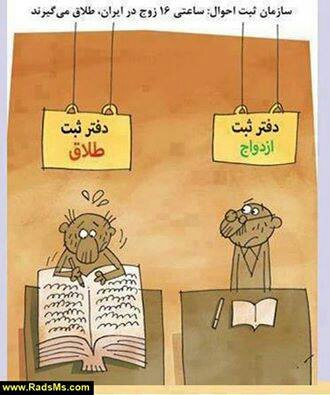 سازمان ثبت احوال: ساعتی ۱۶ زوج در ایران، طلاق می‌گیرند
دفتر ثبت
ازدواج
دفتر ثبت
طلاق
www.RadsMs.com